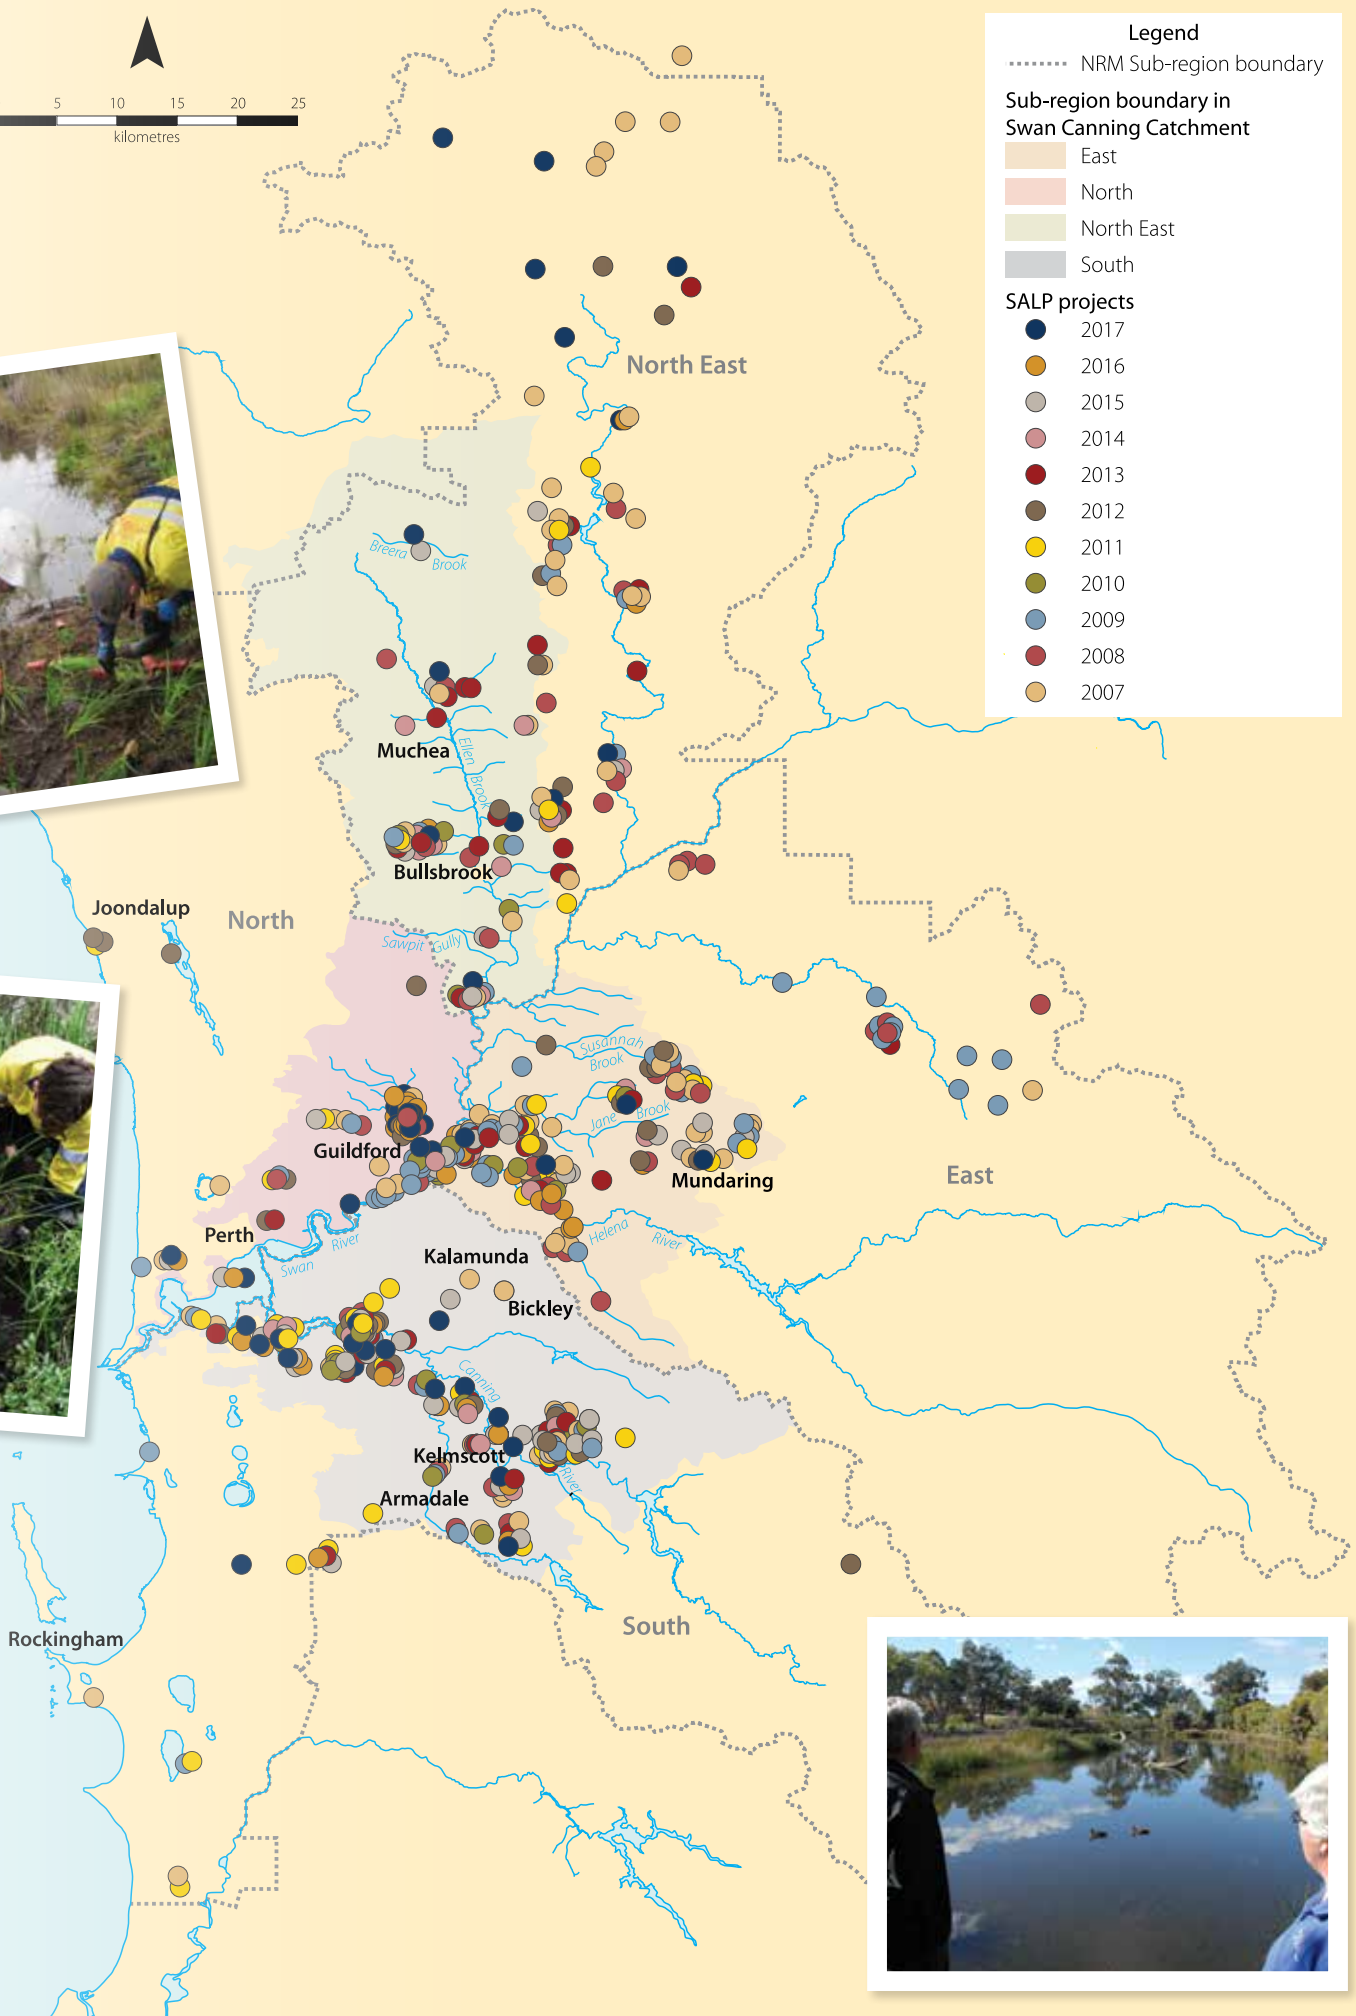 5 10 15 20 25
kilometres
Legend
NRM Sub-region boundary
Sub-region boundary in
Swan Canning Catchment
East
North
North East
South
SALP projects
2017
2016
2015
2014
2013
2012
2011
2010
2009
2008
2007
North East
Breera
Brook
Muchea
Ellen Brook
Bullsbrook
Joondalup
North
Sawpit Gully
Susannah
Brook
Jane Brook
Guildford
Mundaring
East
Perth
Swan River
Helena River
Kalamunda
Bickley
Canning
River
Kelmscott
Armadale
South
Rockingham